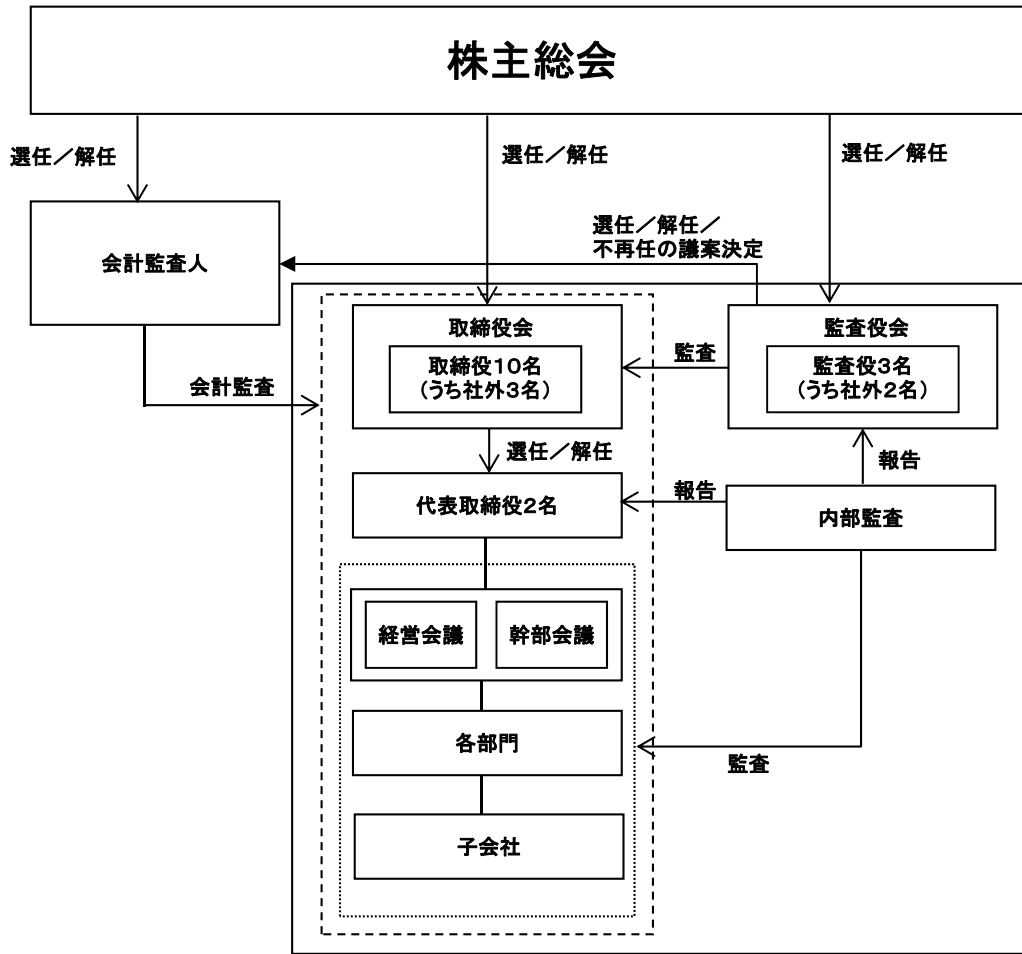 株主総会
選任／解任
選任／解任
選任／解任
会計監査人
選任／解任／
不再任の議案決定
取締役会
取締役10名
（うち社外3名）
監査
監査役会
監査役3名
（うち社外2名）
会計監査
選任／解任
報告
代表取締役2名
報告
内部監査
経営会議
幹部会議
各部門
監査
子会社